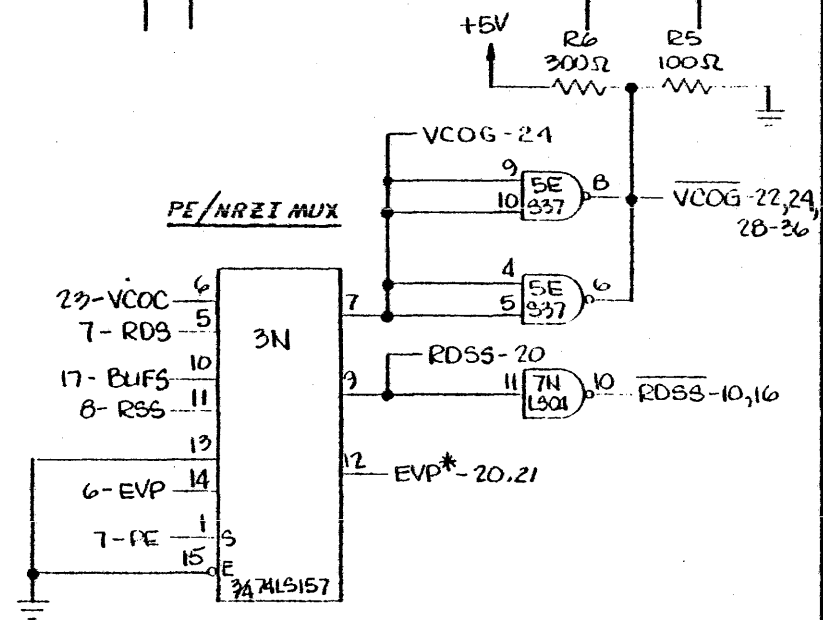 +5V
R6
300Ω
R5
100Ω
VCOG-24
9
10
5E
S37
8
VCOG-22,24,
28-36
PE/NRZI MUX
4
5
5E
S37
6
6
23-VCOC
5
7-RDS
10
17-BUFS
11
8-RSS
13
14
6-EVP
1
7-PE
S
15
E
3N
3/4 74LS157
7
9
12
RDSS-20
11
7N
LS04
10
RDSS-10,16
EVP*-20,21